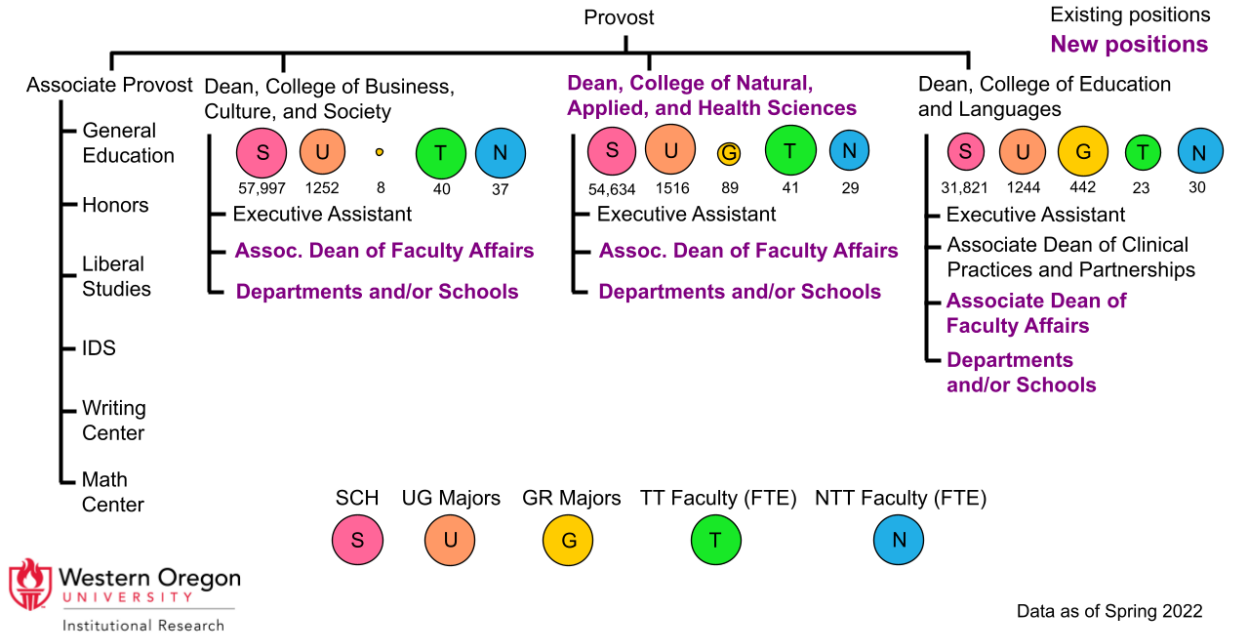 Provost
Existing positions
New positions
Associate Provost
General
Education
Honors
Liberal
Studies
IDS
Writing
Center
Math
Center
Dean, College of Business,
Culture, and Society
S U T N
57,997 1252 8 40 37
Executive Assistant
Assoc. Dean of Faculty Affairs
Departments and/or Schools
Dean, College of Natural,
Applied, and Health Sciences
S U G T N
54,634 1516 89 41 29
Executive Assistant
Assoc. Dean of Faculty Affairs
Departments and/or Schools
Dean, College of Education
and Languages
S U G T N
31,821 1244 442 23 30
Executive Assistant
Associate Dean of Clinical
Practices and Partnerships
Associate Dean of
Faculty Affairs
Departments
and/or Schools
SCH UG Majors GR Majors TT Faculty (FTE) NTT Faculty (FTE)
S U G T N
Western Oregon
UNIVERSITY
Institutional Research
Data as of Spring 2022